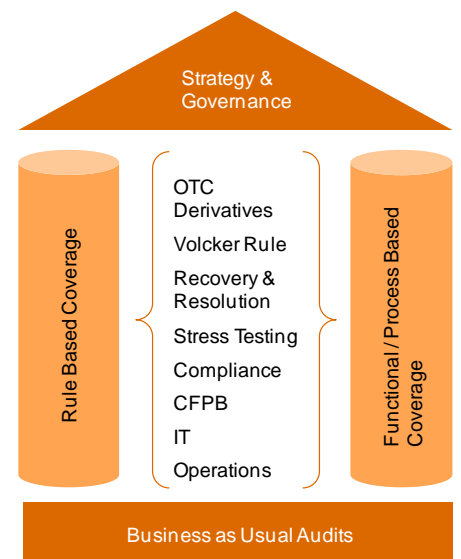 Strategy &
Governance
Rule Based Coverage
OTC
Derivatives
Volcker Rule
Recovery &
Resolution
Stress Testing
Compliance
CFPB
IT
Operations
Functional / Process Based
Coverage
Business as Usual Audits